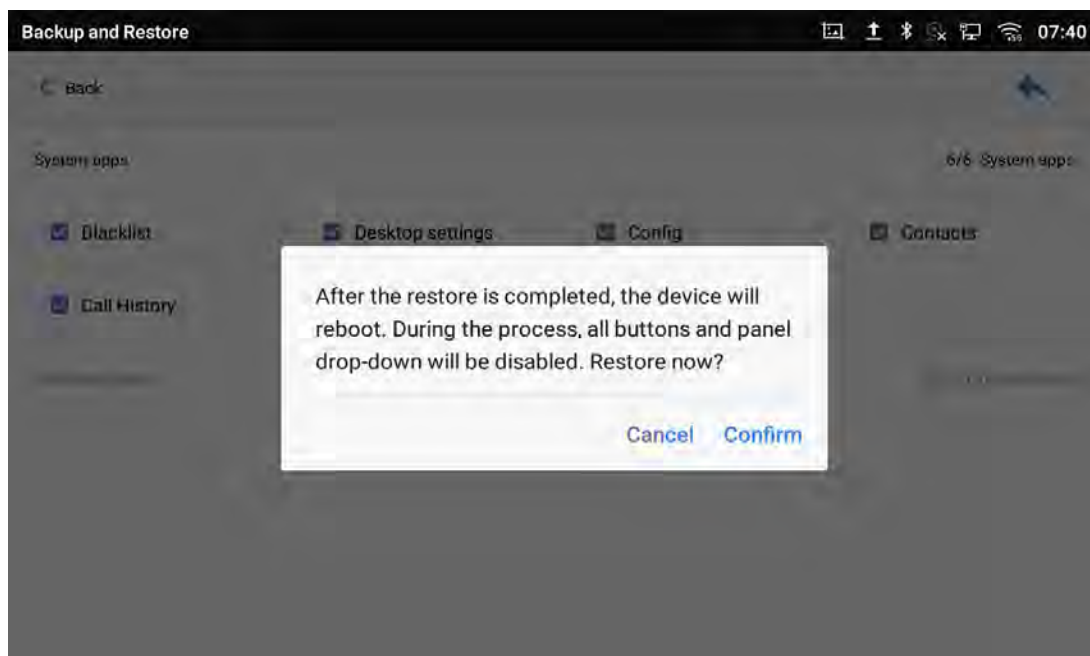 Backup and Restore 07:40
Back
System apps 6/6 System apps
Blacklist Desktop settings Config Contacts
Call History
After the restore is completed, the device will
reboot. During the process, all buttons and panel
drop-down will be disabled. Restore now?
Cancel Confirm